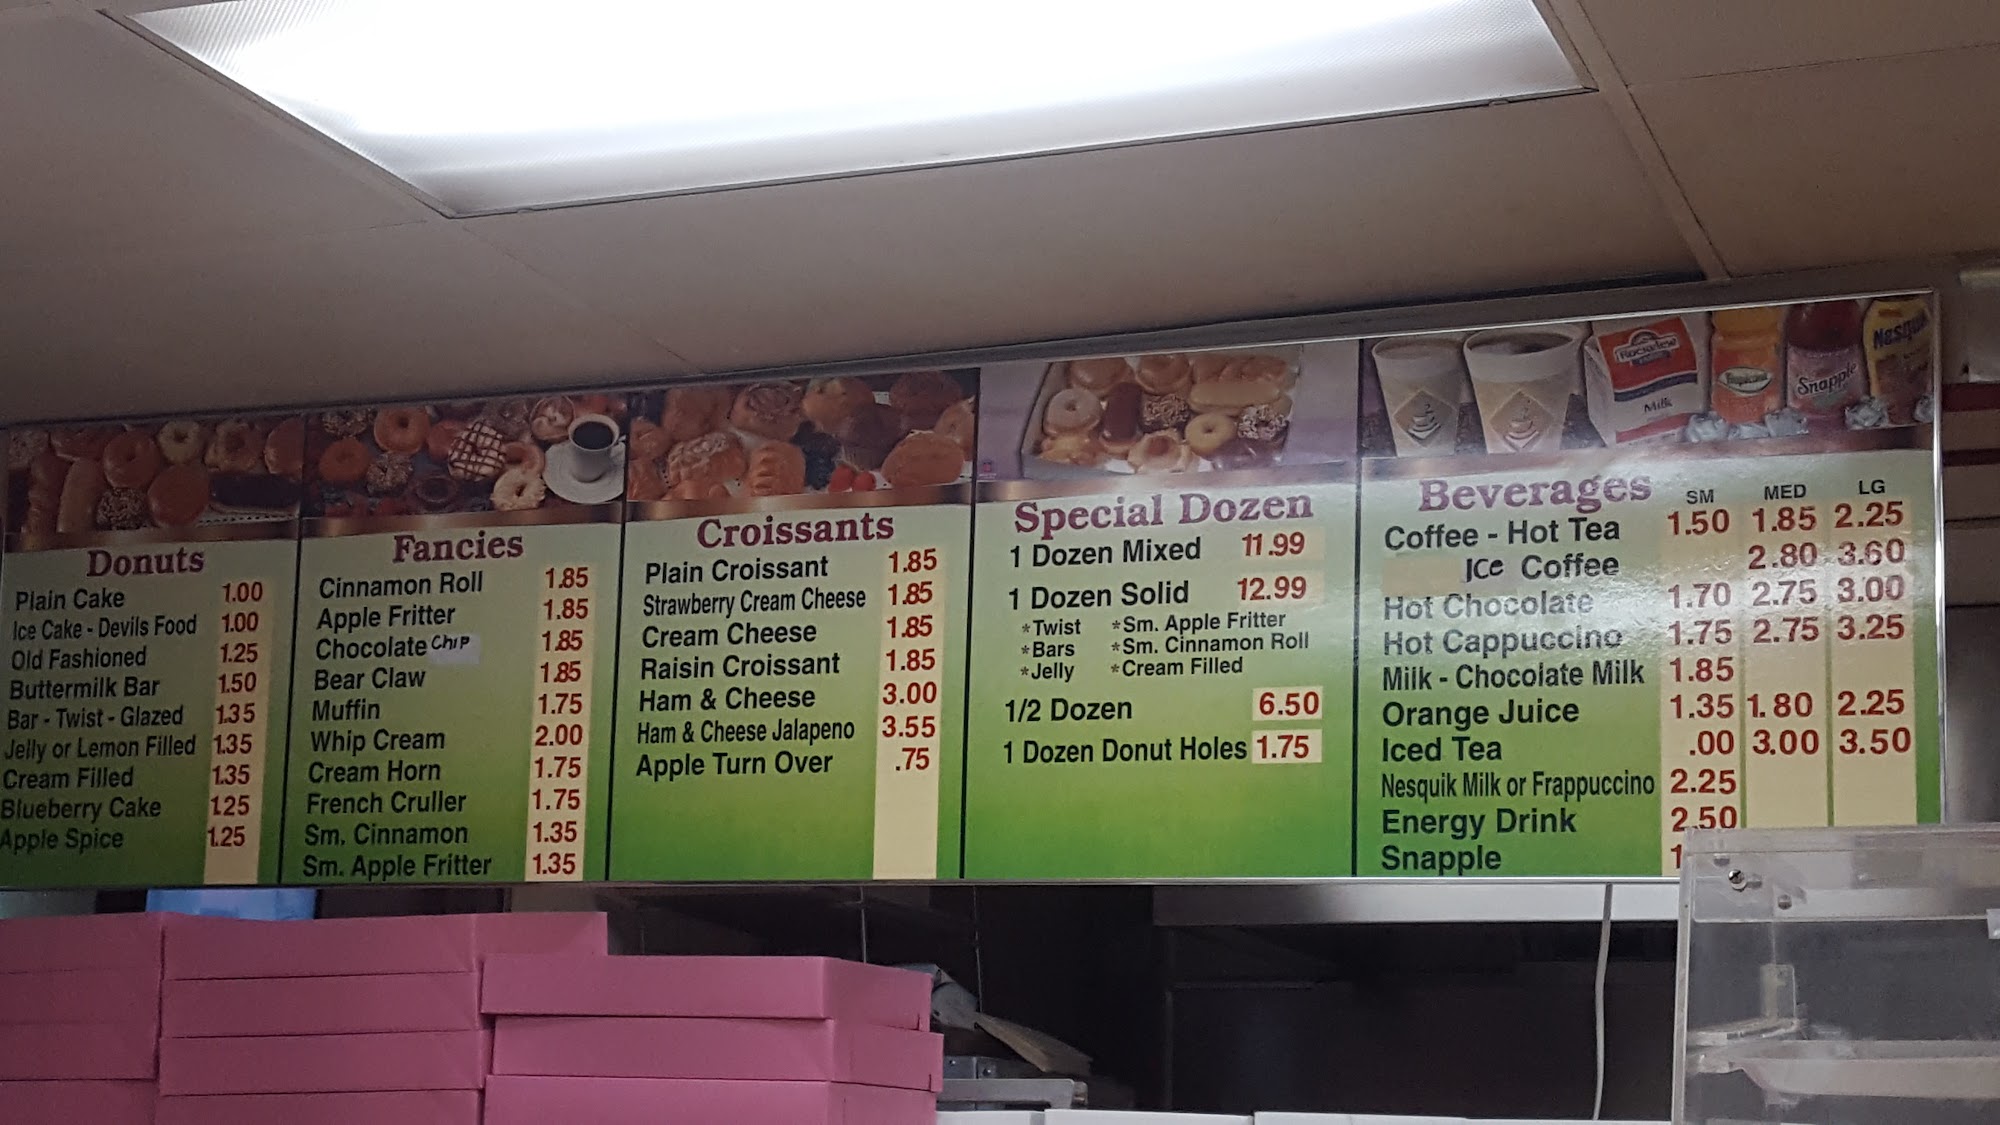 Donuts
Plain Cake 1.00
Ice Cake - Devils Food 1.00
Old Fashioned 1.25
Buttermilk Bar 1.50
Bar - Twist - Glazed 1.35
Jelly or Lemon Filled 1.35
Cream Filled 1.35
Blueberry Cake 1.25
Apple Spice 1.25
Fancies
Cinnamon Roll 1.85
Apple Fritter 1.85
Chocolate Chip 1.85
Bear Claw 1.85
Muffin 1.75
Whip Cream 2.00
Cream Horn 1.75
French Cruller 1.75
Sm. Cinnamon 1.35
Sm. Apple Fritter 1.35
Croissants
Plain Croissant 1.85
Strawberry Cream Cheese 1.85
Cream Cheese 1.85
Raisin Croissant 1.85
Ham & Cheese 3.00
Ham & Cheese Jalapeno 3.55
Apple Turn Over .75
Special Dozen
1 Dozen Mixed 11.99
1 Dozen Solid 12.99
*Twist *Sm. Apple Fritter
*Bars *Sm. Cinnamon Roll
*Jelly *Cream Filled
1/2 Dozen 6.50
1 Dozen Donut Holes 1.75
Milk
Tropicana
Snapple
Nesquik
Beverages SM MED LG
Coffee - Hot Tea 1.50 1.85 2.25
ICe Coffee 2.80 3.60
Hot Chocolate 1.70 2.75 3.00
Hot Cappuccino 1.75 2.75 3.25
Milk - Chocolate Milk 1.85
Orange Juice 1.35 1.80 2.25
Iced Tea .00 3.00 3.50
Nesquik Milk or Frappuccino 2.25
Energy Drink 2.50
Snapple 1